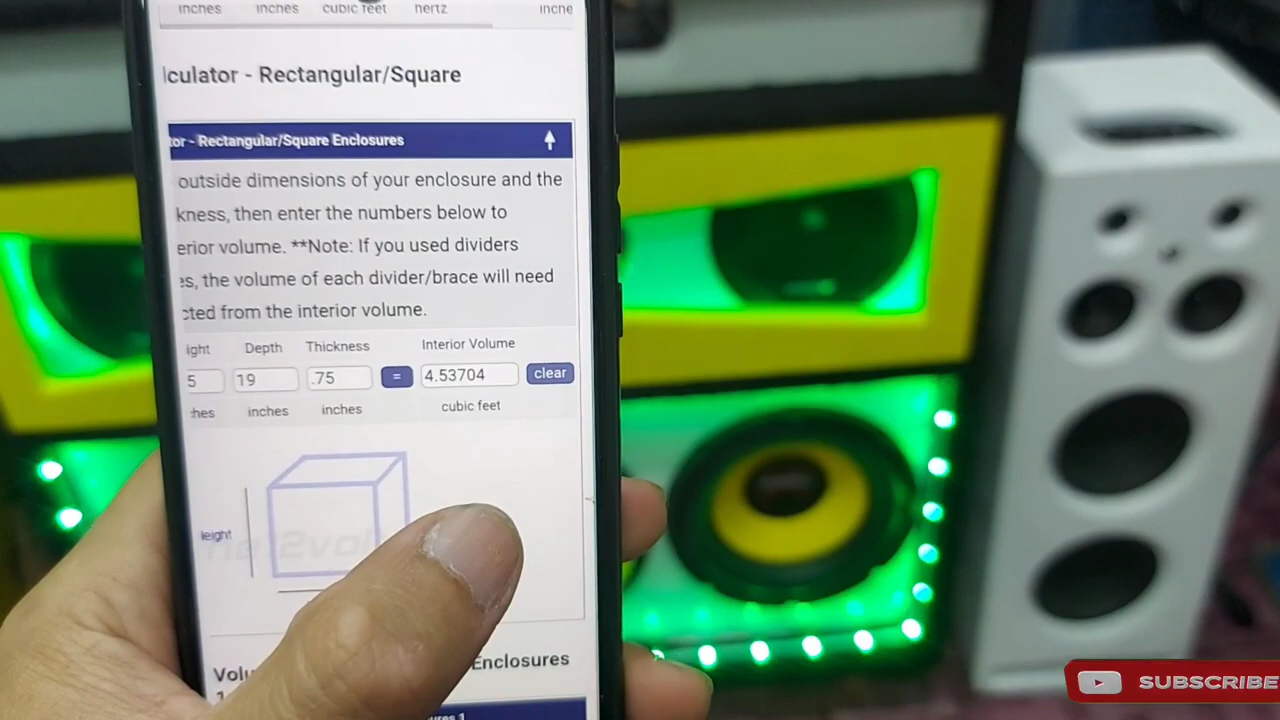 inches inches cubic feet hertz inche
lculator - Rectangular/Square
tor - Rectangular/Square Enclosures
outside dimensions of your enclosure and the
kness, then enter the numbers below to
erior volume. **Note: If you used dividers
es, the volume of each divider/brace will need
cted from the interior volume.
ight Depth Thickness Interior Volume
5 19 .75 = 4.53704 clear
hes inches inches cubic feet
leight
Enclosures
SUBSCRIBE